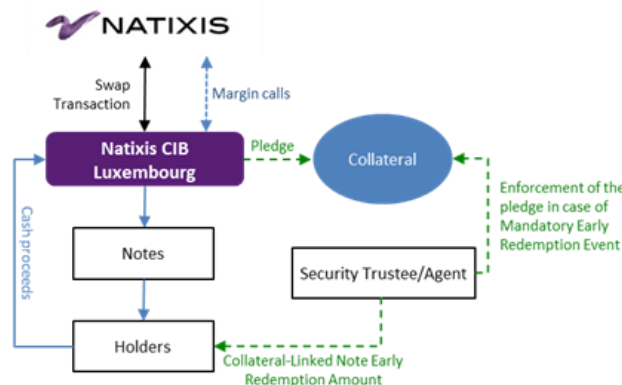 NATIXIS
Swap
Transaction
Margin calls
Natixis CIB
Luxembourg
Pledge
Collateral
Enforcement of the
pledge in case of
Mandatory Early
Redemption Event
Cash proceeds
Notes
Security Trustee/Agent
Holders
Collateral-Linked Note Early
Redemption Amount